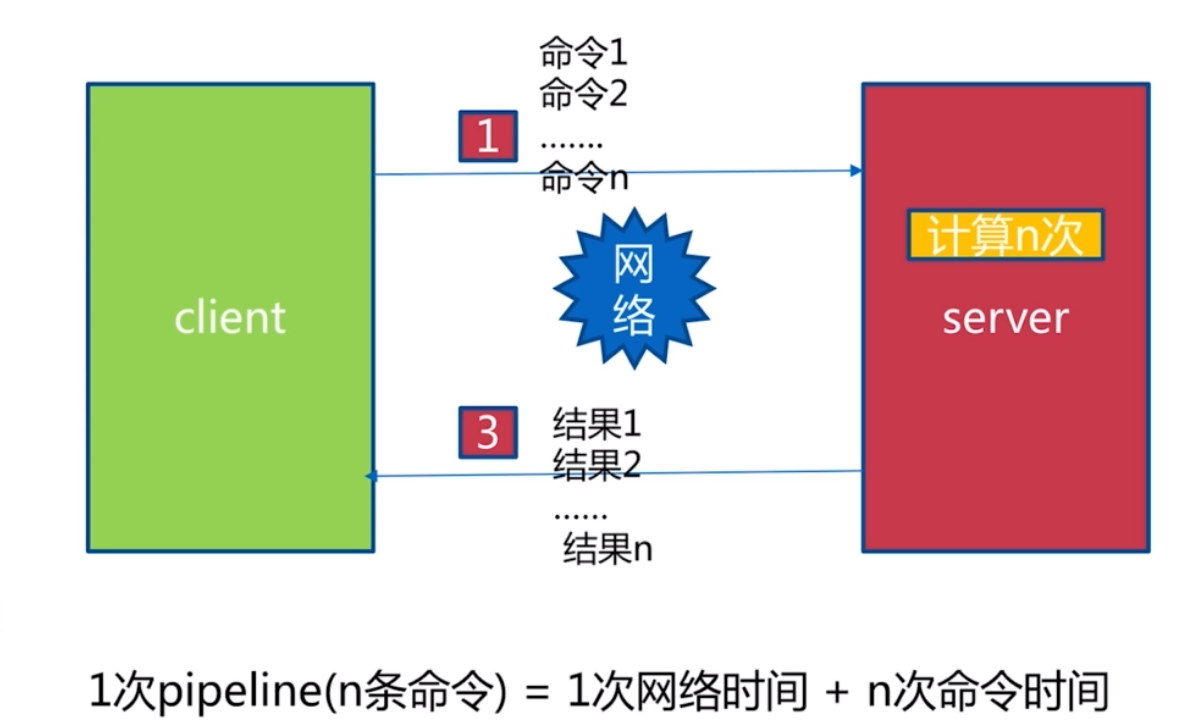 命令1
命令2
1
.......
命令n
计算n次
网
络
client
server
3
结果1
结果2
......
结果n
1次pipeline(n条命令) = 1次网络时间 + n次命令时间